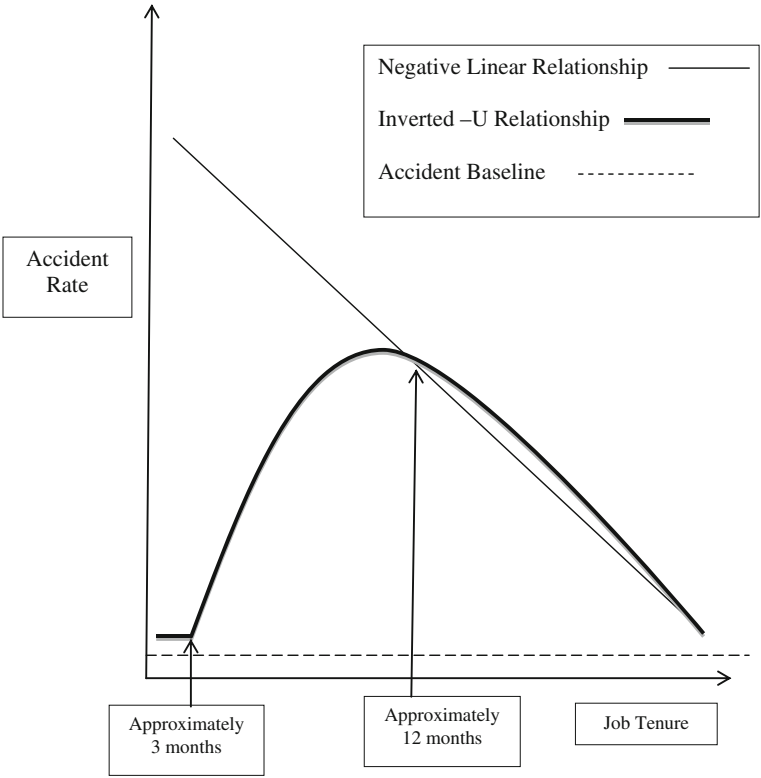 Negative Linear Relationship
Inverted –U Relationship
Accident Baseline
Accident
Rate
Approximately
3 months
Approximately
12 months
Job Tenure